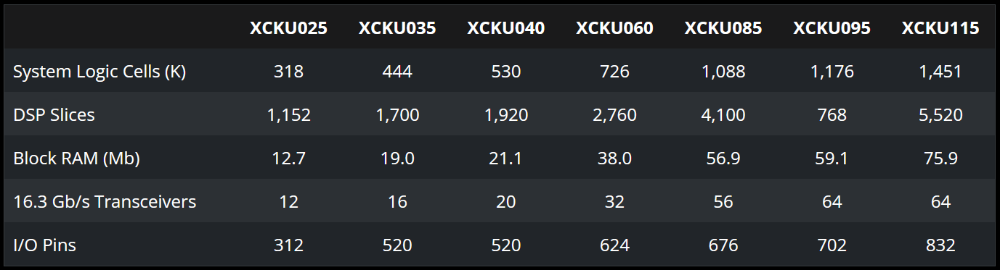 XCKU025 XCKU035 XCKU040 XCKU060 XCKU085 XCKU095 XCKU115
System Logic Cells (K) 318 444 530 726 1,088 1,176 1,451
DSP Slices 1,152 1,700 1,920 2,760 4,100 768 5,520
Block RAM (Mb) 12.7 19.0 21.1 38.0 56.9 59.1 75.9
16.3 Gb/s Transceivers 12 16 20 32 56 64 64
I/O Pins 312 520 520 624 676 702 832